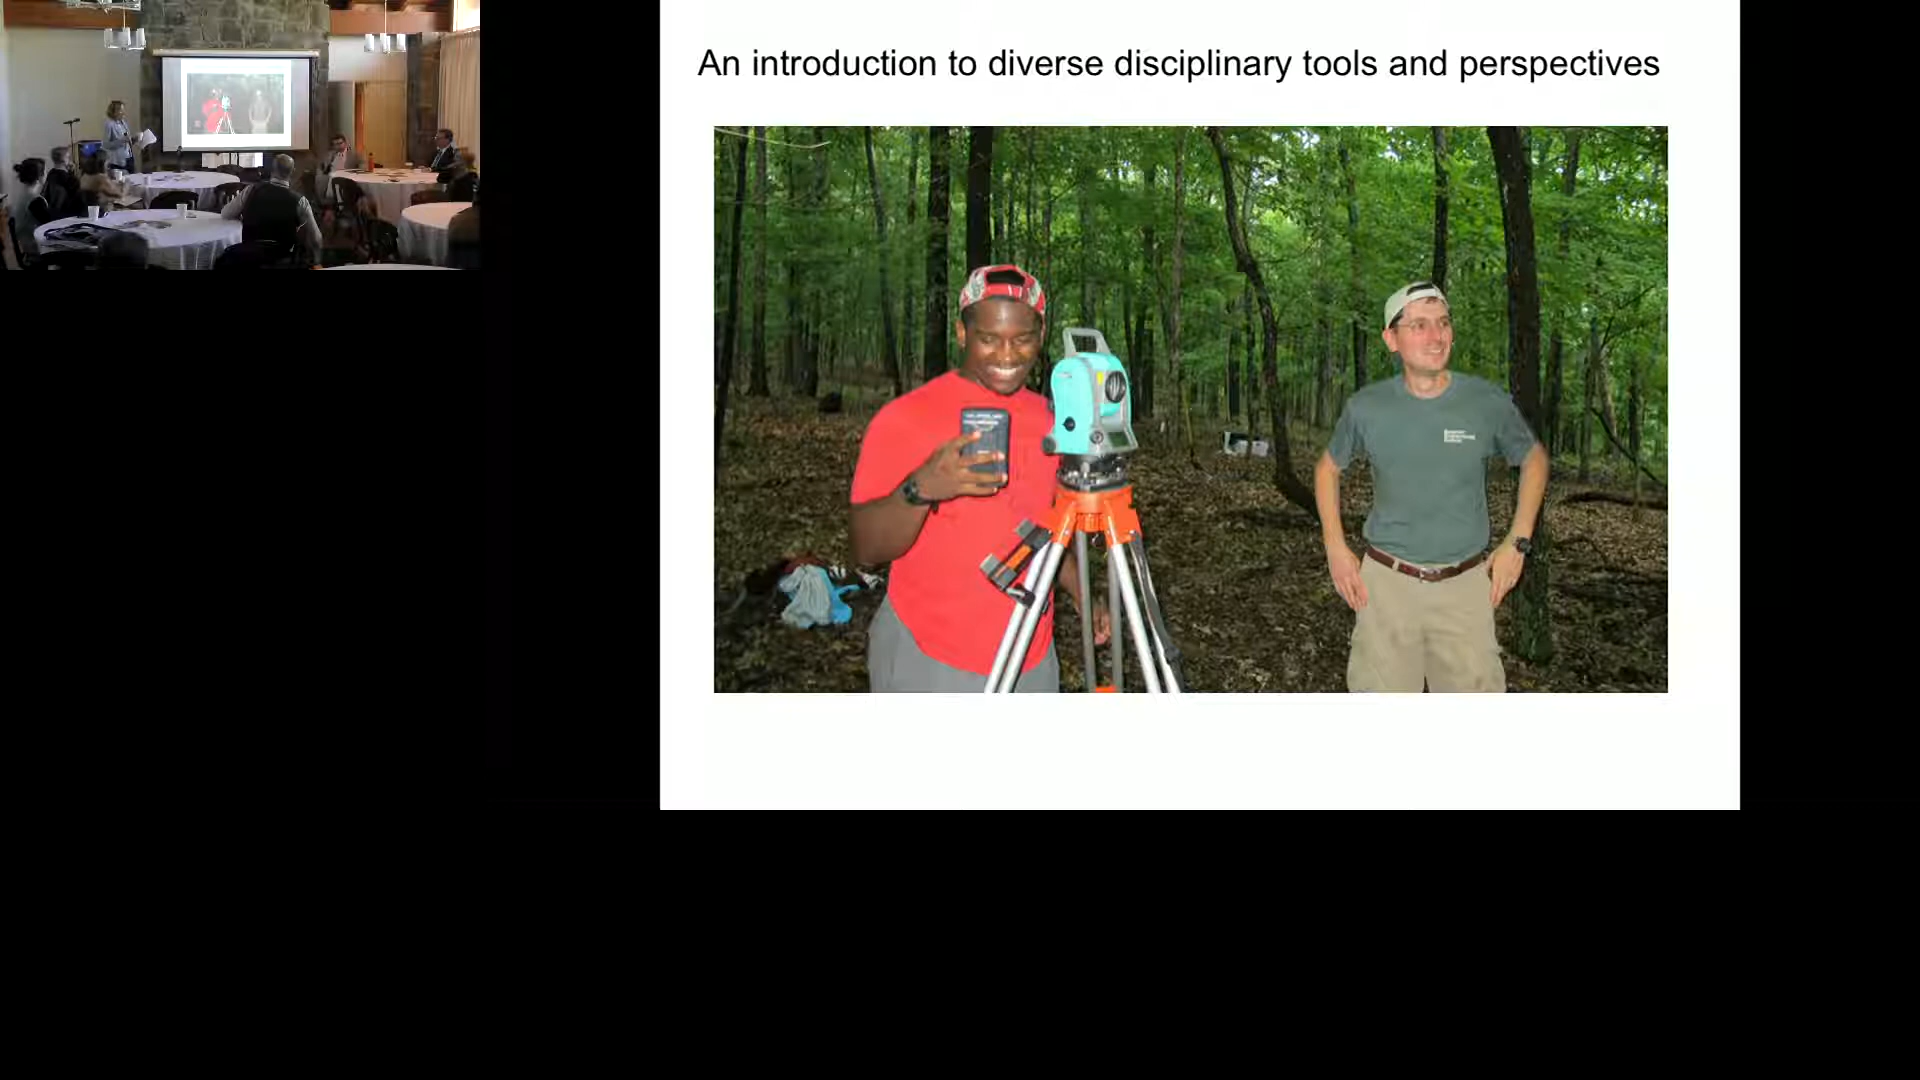 An introduction to diverse disciplinary tools and perspectives